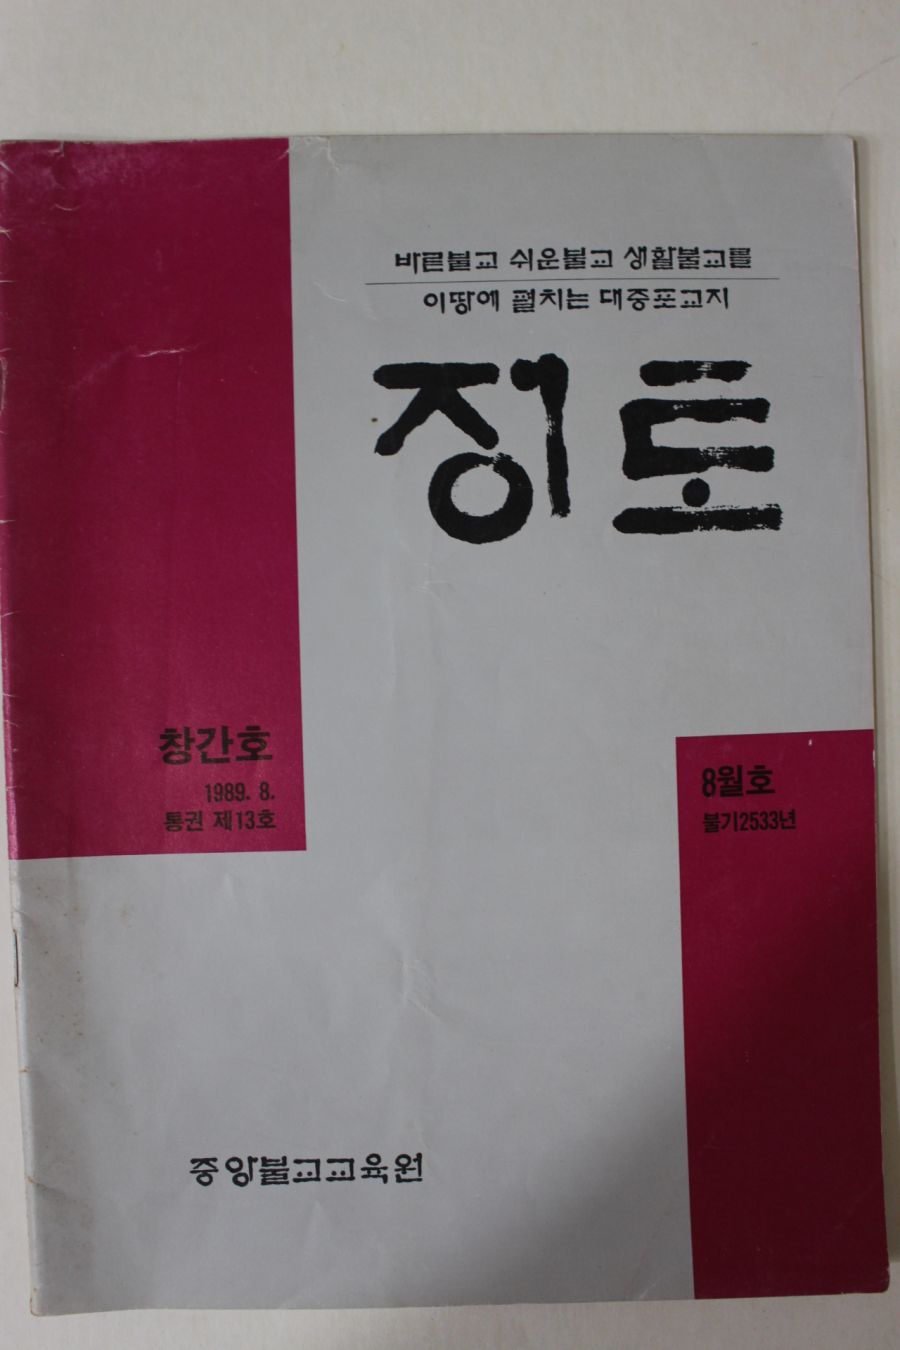 바른불교 쉬운불교 생활불교를
이땅에 펼치는 대중포교지
정토
창간호
1989. 8.
통권 제13호
8월호
불기2533년
중앙불교교육원